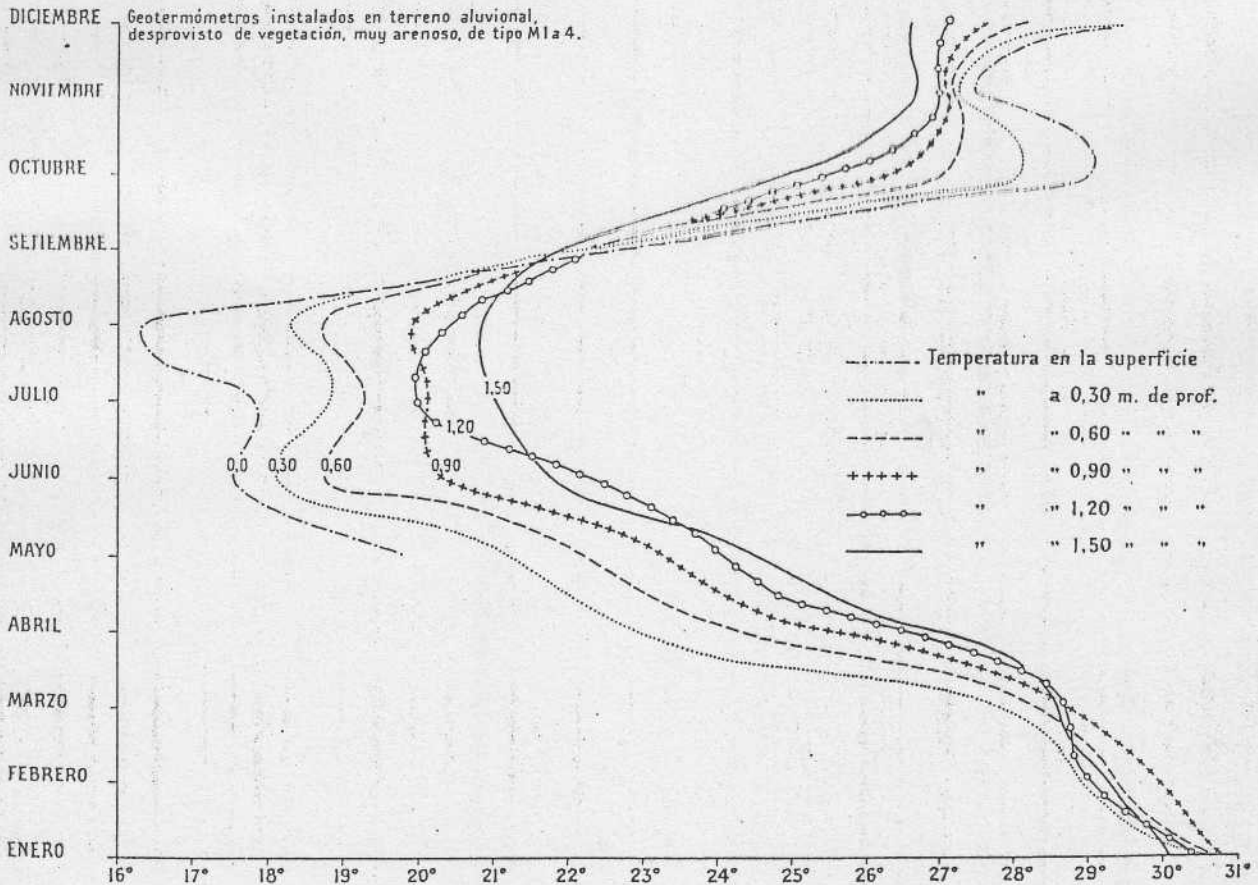 DICIEMBRE
Geotermómetros instalados en terreno aluvional,
desprovisto de vegetación, muy arenoso, de tipo M1 a 4.
NOVIEMBRE
OCTUBRE
SETIEMBRE
AGOSTO
JULIO
JUNIO
MAYO
ABRIL
MARZO
FEBRERO
ENERO
0,0
0,30
0,60
0,90
1,20
1,50
Temperatura en la superficie
" a 0,30 m. de prof.
" " 0,60 " " "
" " 0,90 " " "
" " 1,20 " " "
" " 1,50 " " "
16° 17° 18° 19° 20° 21° 22° 23° 24° 25° 26° 27° 28° 29° 30° 31°